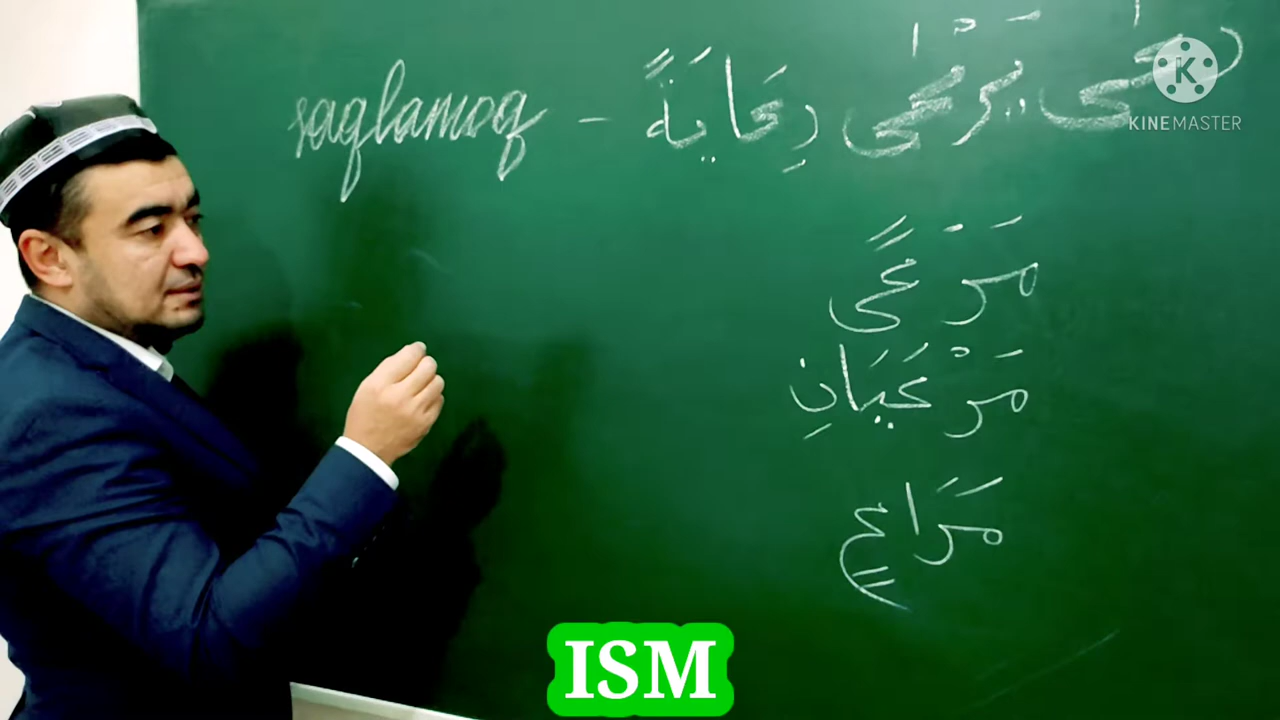 رَعَى يَرْعَى رِعَايَةً – saqlamoq
مَرْعًى
مَرْعَيَانِ
مَرَاعٍ
KINEMASTER
ISM